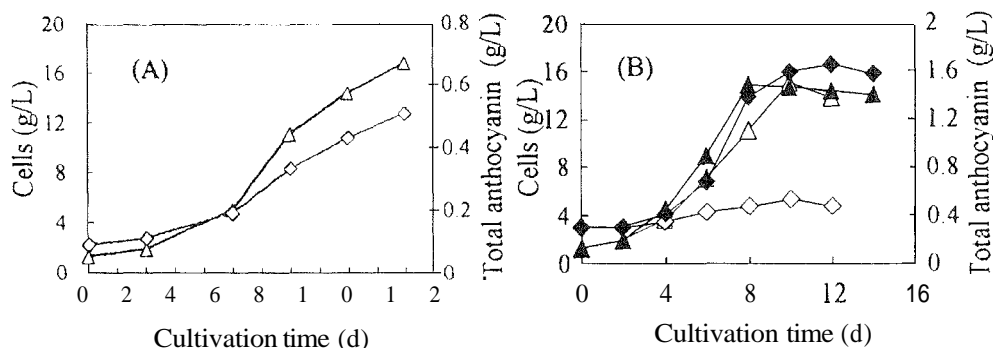 20
16
12
8
4
0
Cells (g/L)
(A)
0.8
0.6
0.4
0.2
0
Total anthocyanin (g/L)
0 2 4 6 8 1 0 1 2
Cultivation time (d)
20
16
12
8
4
0
Cells (g/L)
(B)
2
1.6
1.2
0.8
0.4
0
Total anthocyanin (g/L)
0 4 8 12 16
Cultivation time (d)